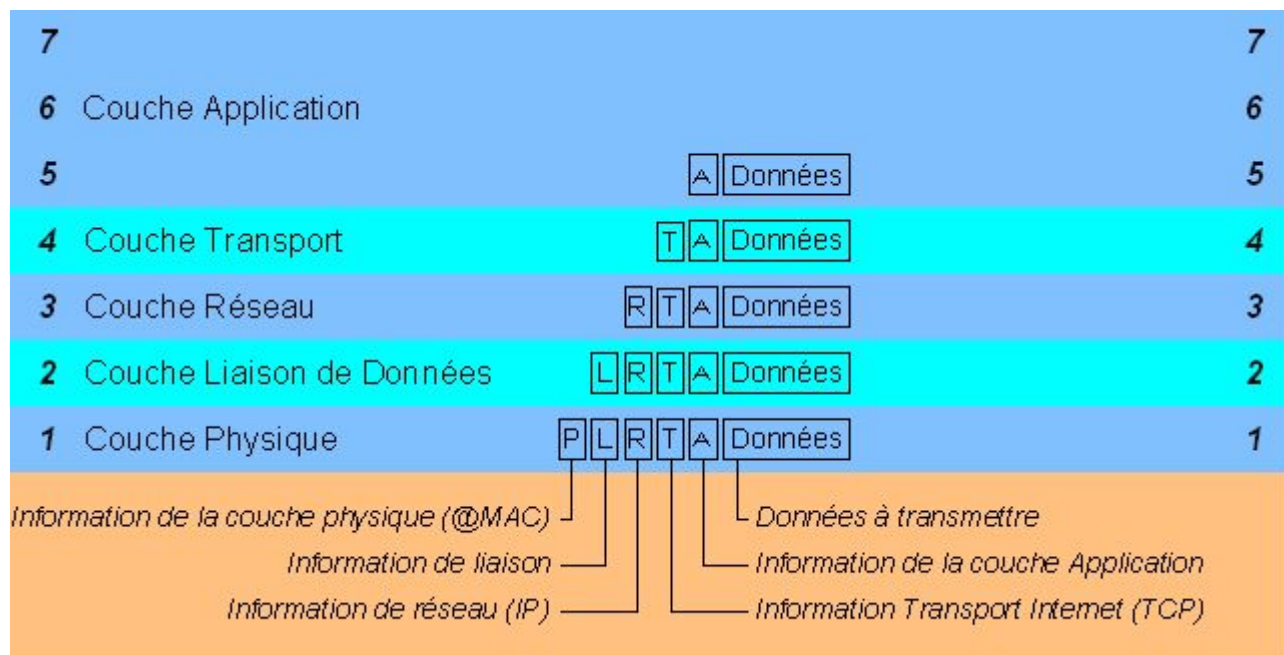 7 7
6 Couche Application 6
5 A Données 5
4 Couche Transport T A Données 4
3 Couche Réseau R T A Données 3
2 Couche Liaison de Données L R T A Données 2
1 Couche Physique P L R T A Données 1
Information de la couche physique (@MAC) Données à transmettre
Information de liaison Information de la couche Application
Information de réseau (IP) Information Transport Internet (TCP)